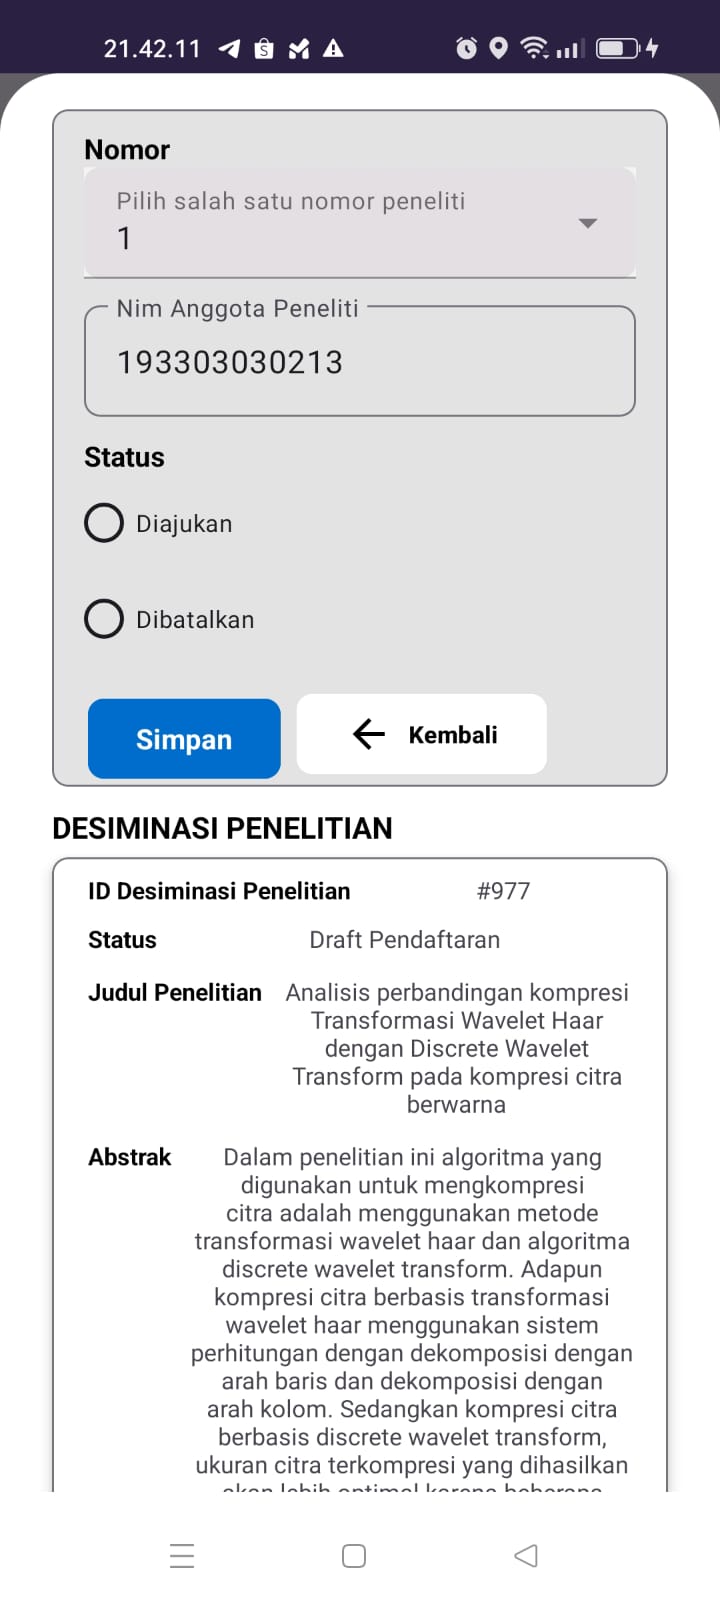 21.42.11
Nomor
Pilih salah satu nomor peneliti
1
Nim Anggota Peneliti
193303030213
Status
Diajukan
Dibatalkan
Simpan
Kembali
DESIMINASI PENELITIAN
ID Desiminasi Penelitian #977
Status Draft Pendaftaran
Judul Penelitian Analisis perbandingan kompresi
Transformasi Wavelet Haar
dengan Discrete Wavelet
Transform pada kompresi citra
berwarna
Abstrak Dalam penelitian ini algoritma yang
digunakan untuk mengkompresi
citra adalah menggunakan metode
transformasi wavelet haar dan algoritma
discrete wavelet transform. Adapun
kompresi citra berbasis transformasi
wavelet haar menggunakan sistem
perhitungan dengan dekomposisi dengan
arah baris dan dekomposisi dengan
arah kolom. Sedangkan kompresi citra
berbasis discrete wavelet transform,
ukuran citra terkompresi yang dihasilkan